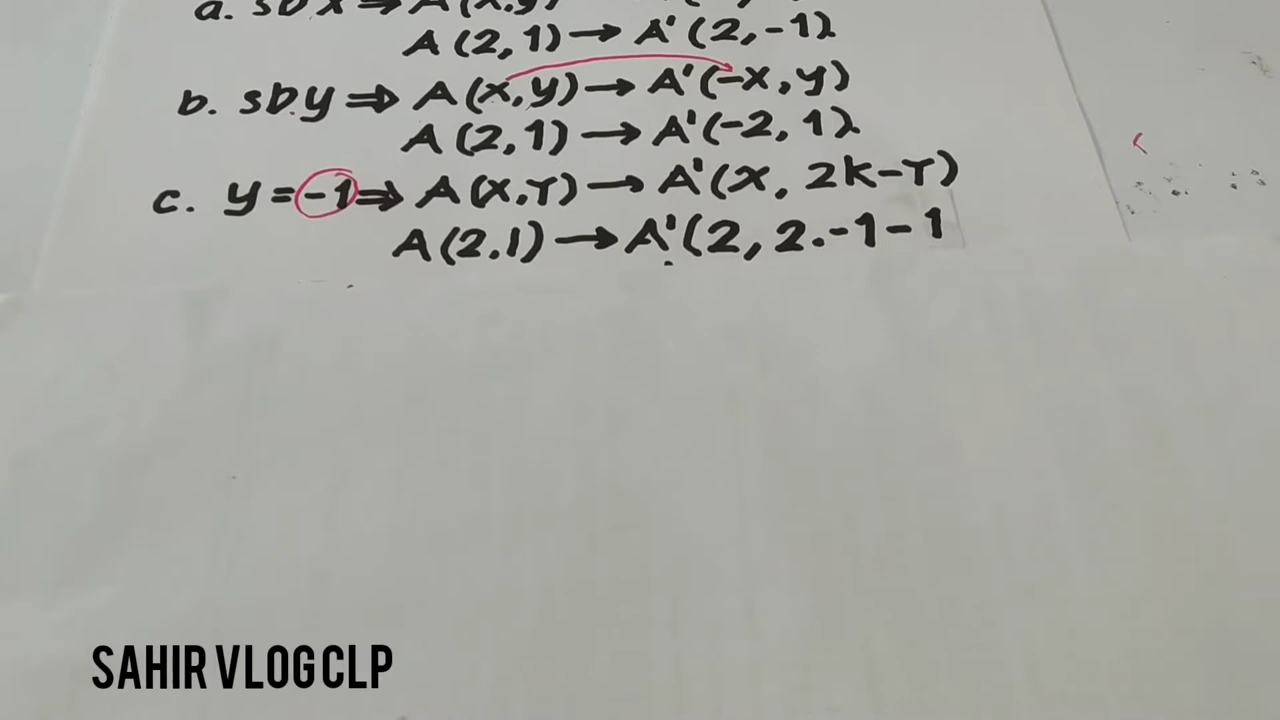 a. sb x ⇒ A(x,y)
A (2,1) → A'(2,-1)
b. sb.y ⇒ A(x,y) → A'(-x,y)
A (2,1) → A'(-2,1)
c. y = -1 ⇒ A(X,Y) → A'(X, 2K-Y)
A(2.1) → A'(2, 2.-1-1
SAHIR VLOG CLP